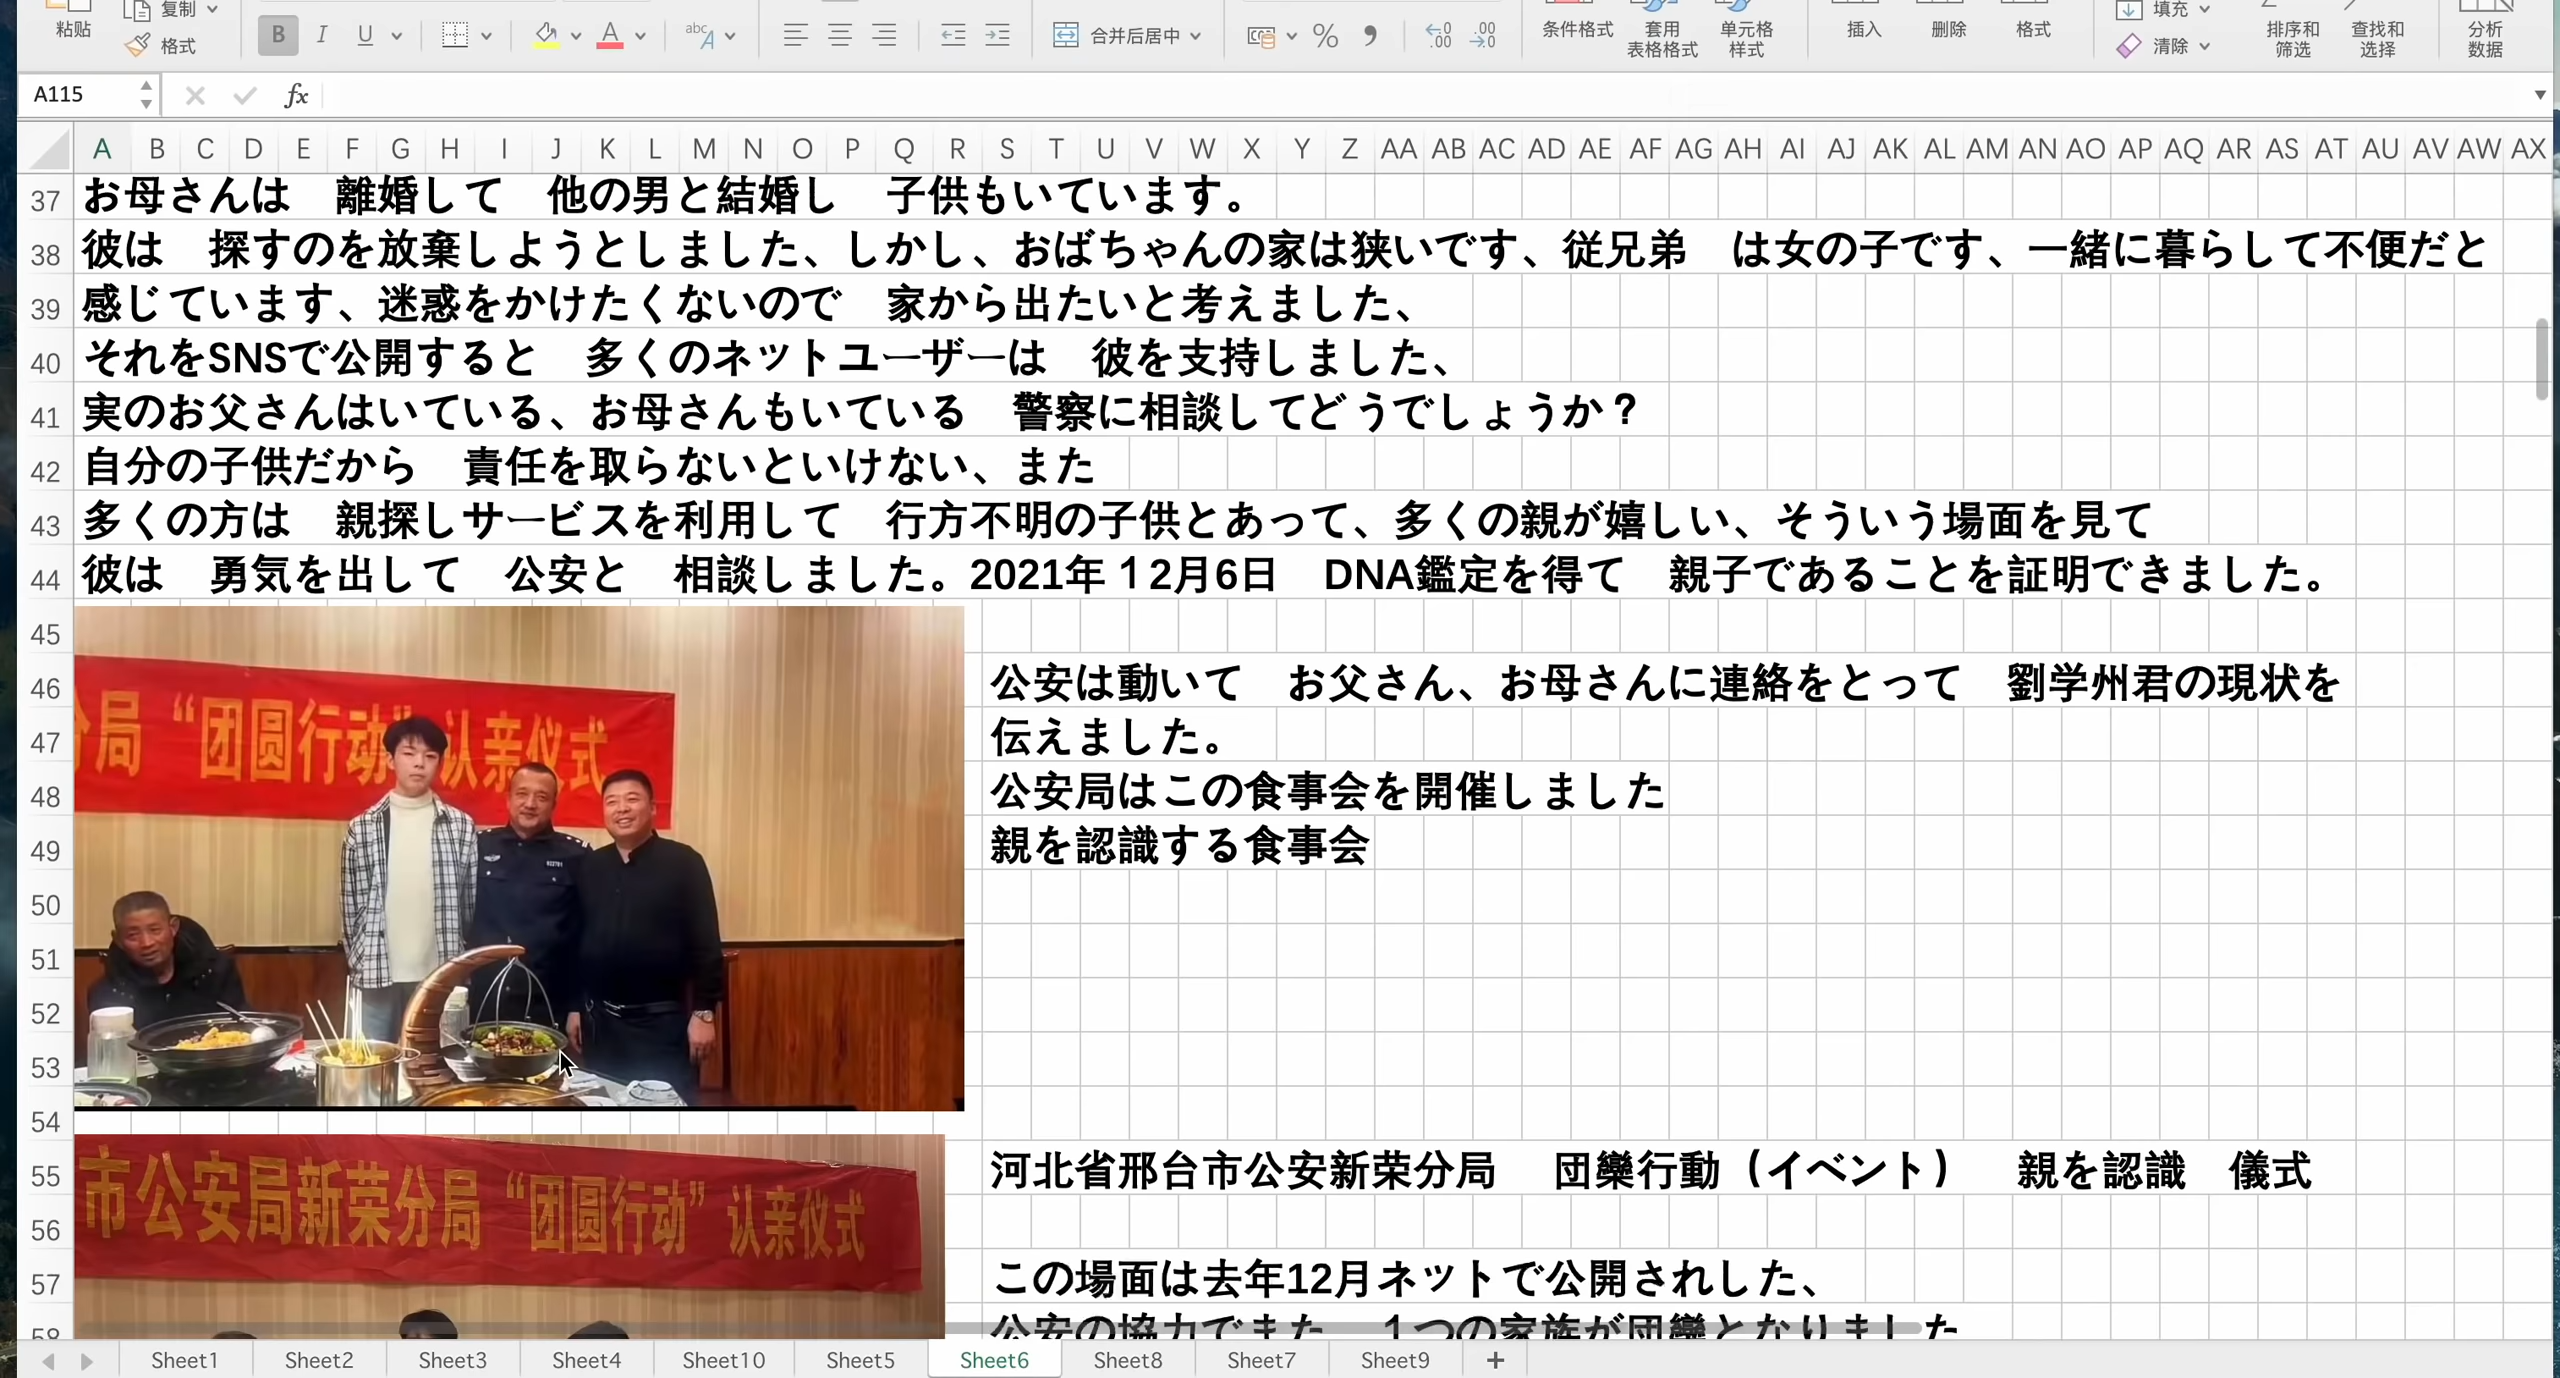 粘贴
复制
格式
B I U
A
abc A
合并后居中
% 
条件格式
套用
表格格式
单元格
样式
插入
删除
格式
填充
清除
排序和
筛选
查找和
选择
分析
数据
A115
fx
A B C D E F G H I J K L M N O P Q R S T U V W X Y Z AA AB AC AD AE AF AG AH AI AJ AK AL AM AN AO AP AQ AR AS AT AU AV AW AX
37 お母さんは　離婚して　他の男と結婚し　子供もいています。
38 彼は　探すのを放棄しようとしました、しかし、おばちゃんの家は狭いです、従兄弟　は女の子です、一緒に暮らして不便だと
39 感じています、迷惑をかけたくないので　家から出たいと考えました、
40 それをSNSで公開すると　多くのネットユーザーは　彼を支持しました、
41 実のお父さんはいている、お母さんもいている　警察に相談してどうでしょうか？
42 自分の子供だから　責任を取らないといけない、また
43 多くの方は　親探しサービスを利用して　行方不明の子供とあって、多くの親が嬉しい、そういう場面を見て
44 彼は　勇気を出して　公安と　相談しました。2021年１2月6日　DNA鑑定を得て　親子であることを証明できました。
45
分局“团圆行动”认亲仪式
46 公安は動いて　お父さん、お母さんに連絡をとって　劉学州君の現状を
47 伝えました。
48 公安局はこの食事会を開催しました
49 親を認識する食事会
50
51
52
53
54
市公安局新荣分局“团圆行动”认亲仪式
55 河北省邢台市公安新荣分局　団欒行動（イベント）　親を認識　儀式
56
57 この場面は去年12月ネットで公開されした、
58 公安の協力でまた　１つの家族が団欒となりました
Sheet1 Sheet2 Sheet3 Sheet4 Sheet10 Sheet5 Sheet6 Sheet8 Sheet7 Sheet9 +